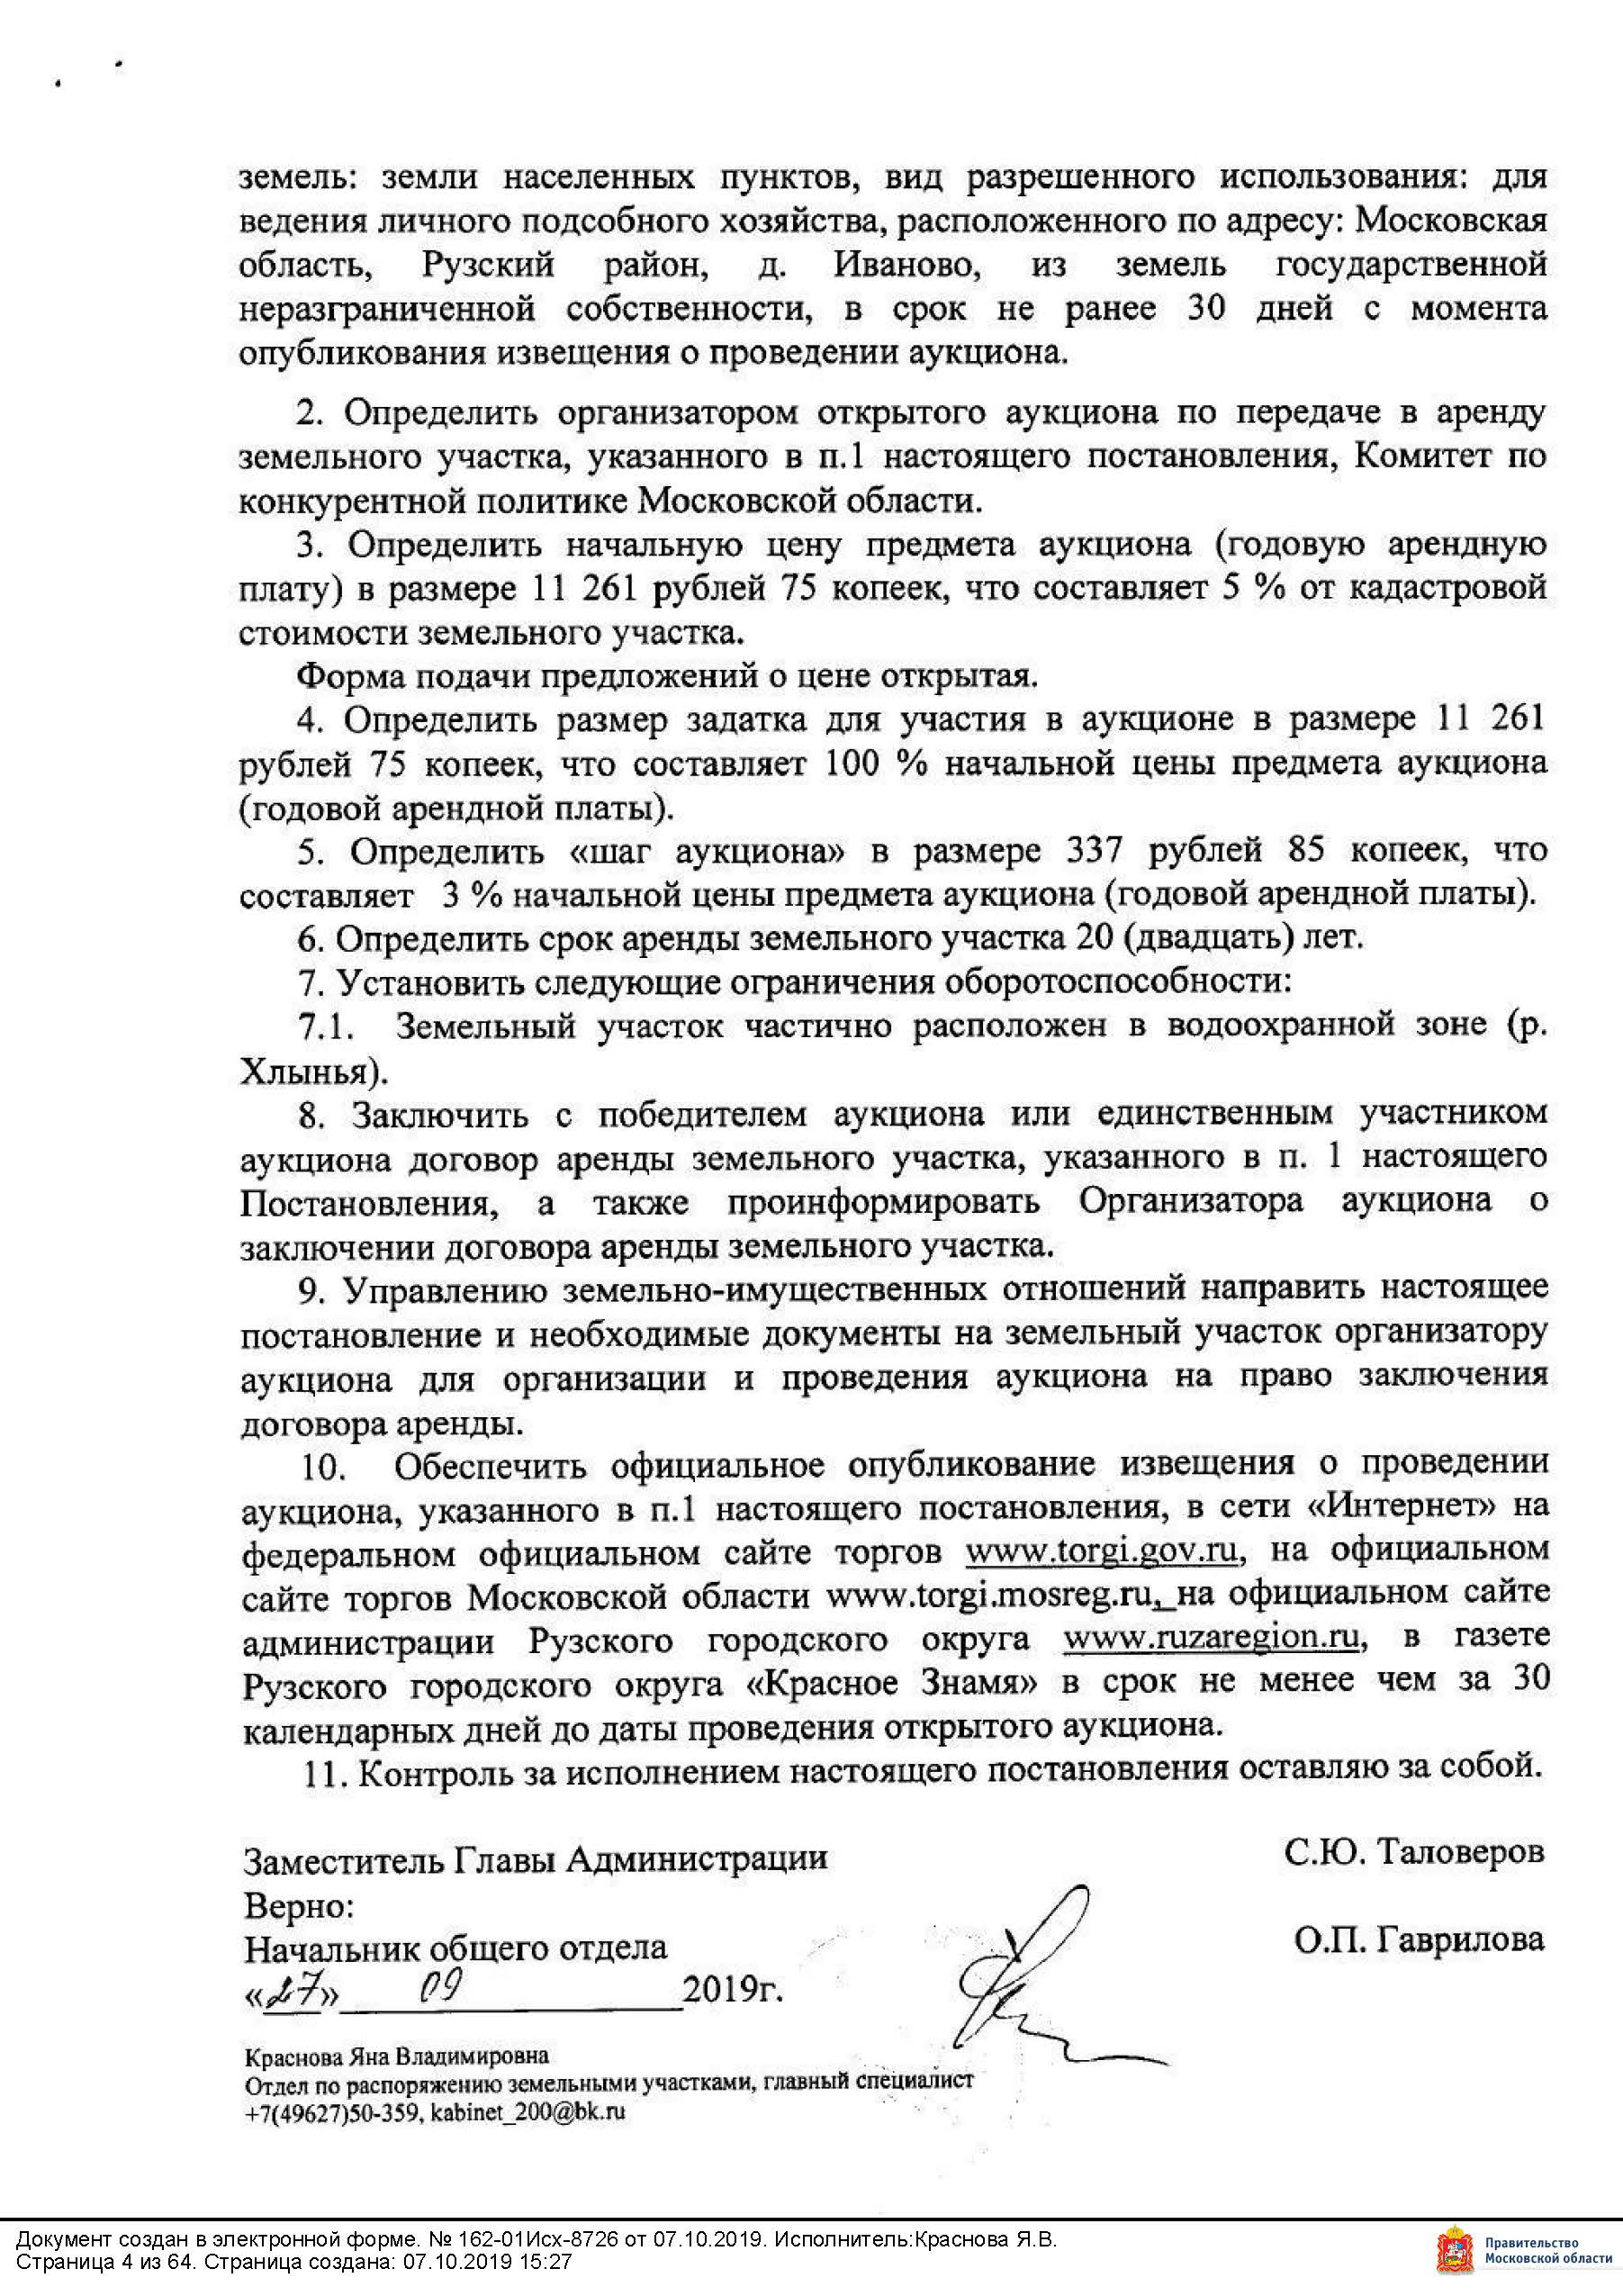 земель: земли населенных пунктов, вид разрешенного использования: для
ведения личного подсобного хозяйства, расположенного по адресу: Московская
область, Рузский район, д. Иваново, из земель государственной
неразграниченной собственности, в срок не ранее 30 дней с момента
опубликования извещения о проведении аукциона.
2. Определить организатором открытого аукциона по передаче в аренду
земельного участка, указанного в п.1 настоящего постановления, Комитет по
конкурентной политике Московской области.
3. Определить начальную цену предмета аукциона (годовую арендную
плату) в размере 11 261 рублей 75 копеек, что составляет 5 % от кадастровой
стоимости земельного участка.
Форма подачи предложений о цене открытая.
4. Определить размер задатка для участия в аукционе в размере 11 261
рублей 75 копеек, что составляет 100 % начальной цены предмета аукциона
(годовой арендной платы).
5. Определить «шаг аукциона» в размере 337 рублей 85 копеек, что
составляет 3 % начальной цены предмета аукциона (годовой арендной платы).
6. Определить срок аренды земельного участка 20 (двадцать) лет.
7. Установить следующие ограничения оборотоспособности:
7.1. Земельный участок частично расположен в водоохранной зоне (р.
Хлынья).
8. Заключить с победителем аукциона или единственным участником
аукциона договор аренды земельного участка, указанного в п. 1 настоящего
Постановления, а также проинформировать Организатора аукциона о
заключении договора аренды земельного участка.
9. Управлению земельно-имущественных отношений направить настоящее
постановление и необходимые документы на земельный участок организатору
аукциона для организации и проведения аукциона на право заключения
договора аренды.
10. Обеспечить официальное опубликование извещения о проведении
аукциона, указанного в п.1 настоящего постановления, в сети «Интернет» на
федеральном официальном сайте торгов www.torgi.gov.ru, на официальном
сайте торгов Московской области www.torgi.mosreg.ru, на официальном сайте
администрации Рузского городского округа www.ruzaregion.ru, в газете
Рузского городского округа «Красное Знамя» в срок не менее чем за 30
календарных дней до даты проведения открытого аукциона.
11. Контроль за исполнением настоящего постановления оставляю за собой.
Заместитель Главы Администрации С.Ю. Таловеров
Верно:
Начальник общего отдела О.П. Гаврилова
«27» 09 2019г.
Краснова Яна Владимировна
Отдел по распоряжению земельными участками, главный специалист
+7(49627)50-359, kabinet_200@bk.ru
Документ создан в электронной форме. № 162-01Исх-8726 от 07.10.2019. Исполнитель:Краснова Я.В.
Страница 4 из 64. Страница создана: 07.10.2019 15:27
Правительство
Московской области